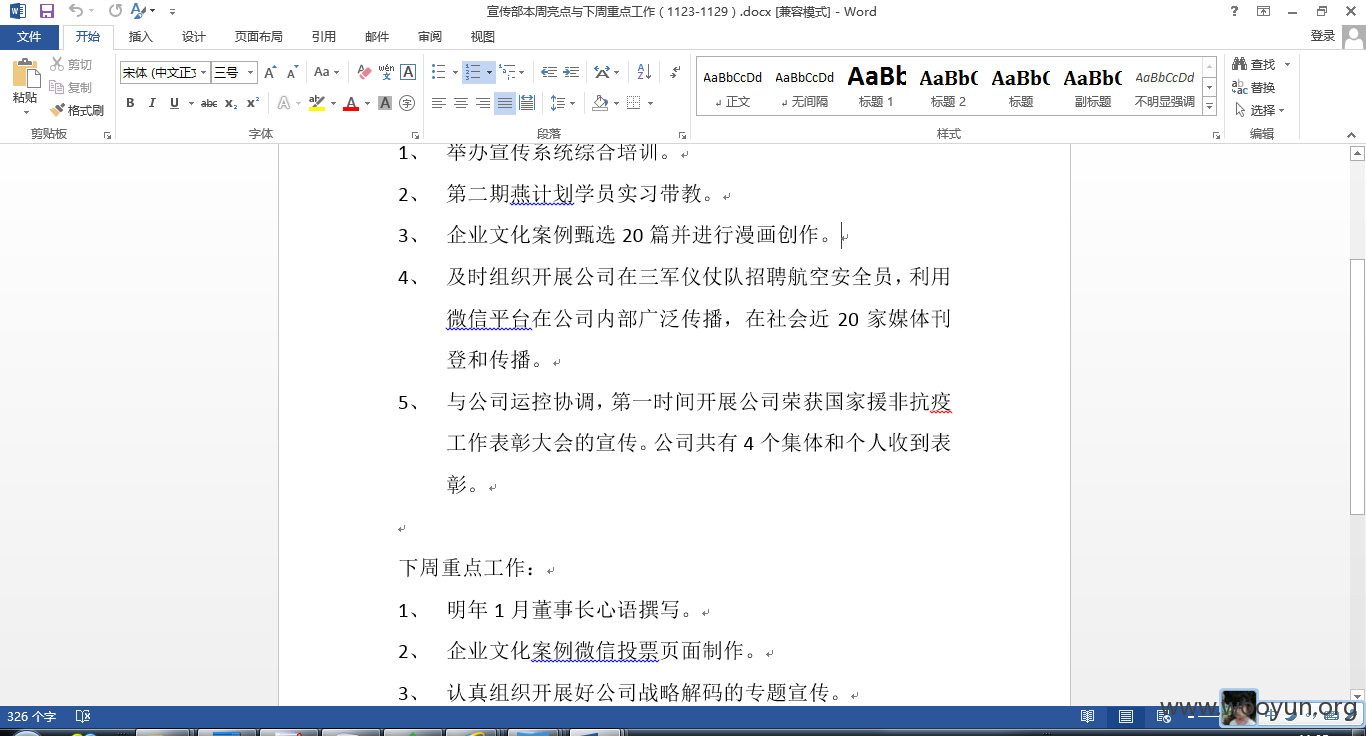 宣传部本周亮点与下周重点工作（1123-1129）.docx [兼容模式] - Word
文件 开始 插入 设计 页面布局 引用 邮件 审阅 视图 登录
粘贴 剪切 复制 格式刷 剪贴板
宋体 (中文正文 三号 字体
段落
AaBbCcDd AaBbCcDd AaBb AaBbC AaBbC AaBbC AaBbCcDd
正文 无间隔 标题 1 标题 2 标题 副标题 不明显强调
样式
查找 替换 选择 编辑
1、 举办宣传系统综合培训。
2、 第二期燕计划学员实习带教。
3、 企业文化案例甄选 20 篇并进行漫画创作。
4、 及时组织开展公司在三军仪仗队招聘航空安全员，利用
微信平台在公司内部广泛传播，在社会近 20 家媒体刊
登和传播。
5、 与公司运控协调，第一时间开展公司荣获国家援非抗疫
工作表彰大会的宣传。公司共有 4 个集体和个人收到表
彰。
下周重点工作：
1、 明年 1 月董事长心语撰写。
2、 企业文化案例微信投票页面制作。
3、 认真组织开展好公司战略解码的专题宣传。
326 个字
www.wooyun.org